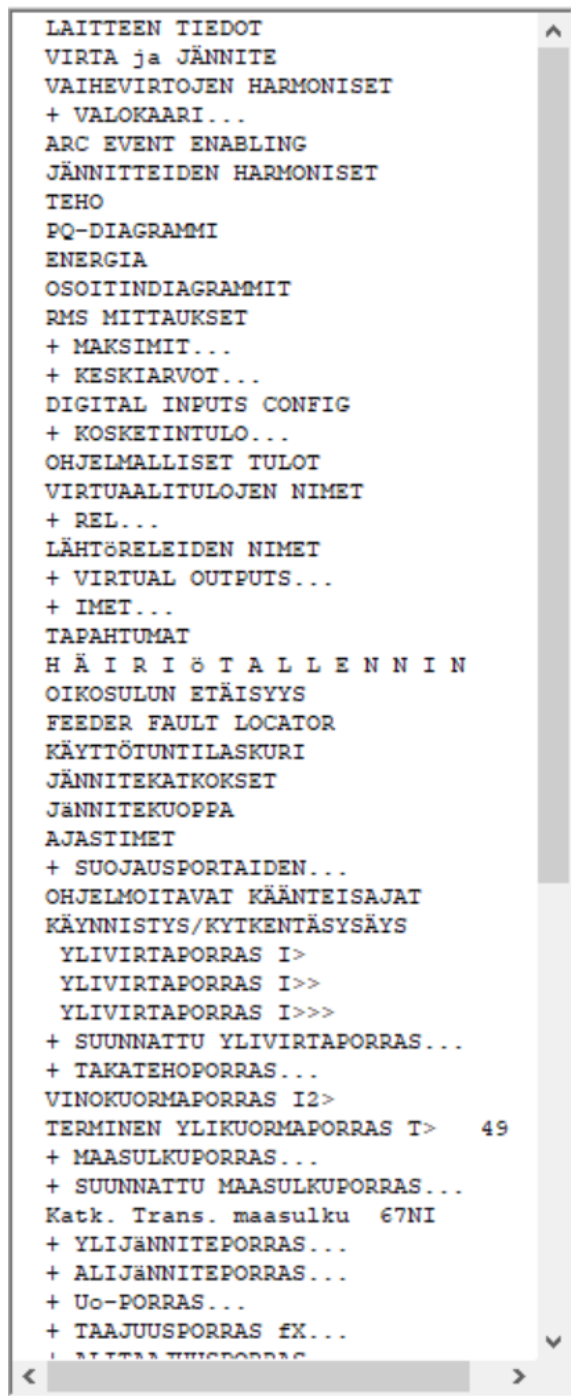 LAITTEEN TIEDOT
VIRTA ja JÄNNITE
VAIHEVIRTOJEN HARMONISET
+ VALOKAARI...
ARC EVENT ENABLING
JÄNNITTEIDEN HARMONISET
TEHO
PQ-DIAGRAMMI
ENERGIA
OSOITINDIAGRAMMIT
RMS MITTAUKSET
+ MAKSIMIT...
+ KESKIARVOT...
DIGITAL INPUTS CONFIG
+ KOSKETINTULO...
OHJELMALLISET TULOT
VIRTUAALITULOJEN NIMET
+ REL...
LÄHTöRELEIDEN NIMET
+ VIRTUAL OUTPUTS...
+ IMET...
TAPAHTUMAT
H Ä I R I ö T A L L E N N I N
OIKOSULUN ETÄISYYS
FEEDER FAULT LOCATOR
KÄYTTÖTUNTILASKURI
JÄNNITEKATKOKSET
JäNNITEKUOPPA
AJASTIMET
+ SUOJAUSPORTAIDEN...
OHJELMOITAVAT KÄÄNTEISAJAT
KÄYNNISTYS/KYTKENTÄSYSÄYS
YLIVIRTAPORRAS I>
YLIVIRTAPORRAS I>>
YLIVIRTAPORRAS I>>>
+ SUUNNATTU YLIVIRTAPORRAS...
+ TAKATEHOPORRAS...
VINOKUORMAPORRAS I2>
TERMINEN YLIKUORMAPORRAS T> 49
+ MAASULKUPORRAS...
+ SUUNNATTU MAASULKUPORRAS...
Katk. Trans. maasulku 67NI
+ YLIJäNNITEPORRAS...
+ ALIJäNNITEPORRAS...
+ Uo-PORRAS...
+ TAAJUUSPORRAS fX...
+ ALITAAJUUSPORRAS...